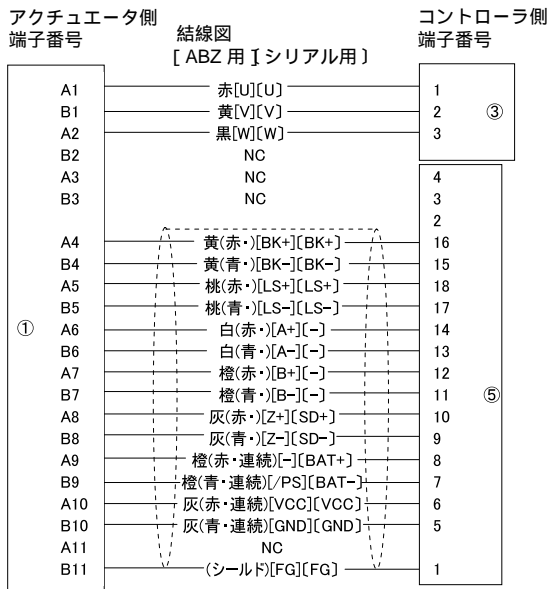 アクチュエータ側 コントローラ側
端子番号 結線図 端子番号
[ABZ用][シリアル用]
A1 赤[U][U] 1
B1 黄[V][V] 2 ③
A2 黒[W][W] 3
B2 NC
A3 NC 4
B3 NC 3
2
A4 黄(赤・)[BK+][BK+] 16
B4 黄(青・)[BK-][BK-] 15
A5 桃(赤・)[LS+][LS+] 18
B5 桃(青・)[LS-][LS-] 17
① A6 白(赤・)[A+][-] 14
B6 白(青・)[A-][-] 13
A7 橙(赤・)[B+][-] 12
B7 橙(青・)[B-][-] 11 ⑤
A8 灰(赤・)[Z+][SD+] 10
B8 灰(青・)[Z-][SD-] 9
A9 橙(赤・連続)[-][BAT+] 8
B9 橙(青・連続)[/PS][BAT-] 7
A10 灰(赤・連続)[VCC][VCC] 6
B10 灰(青・連続)[GND][GND] 5
A11 NC
B11 (シールド)[FG][FG] 1